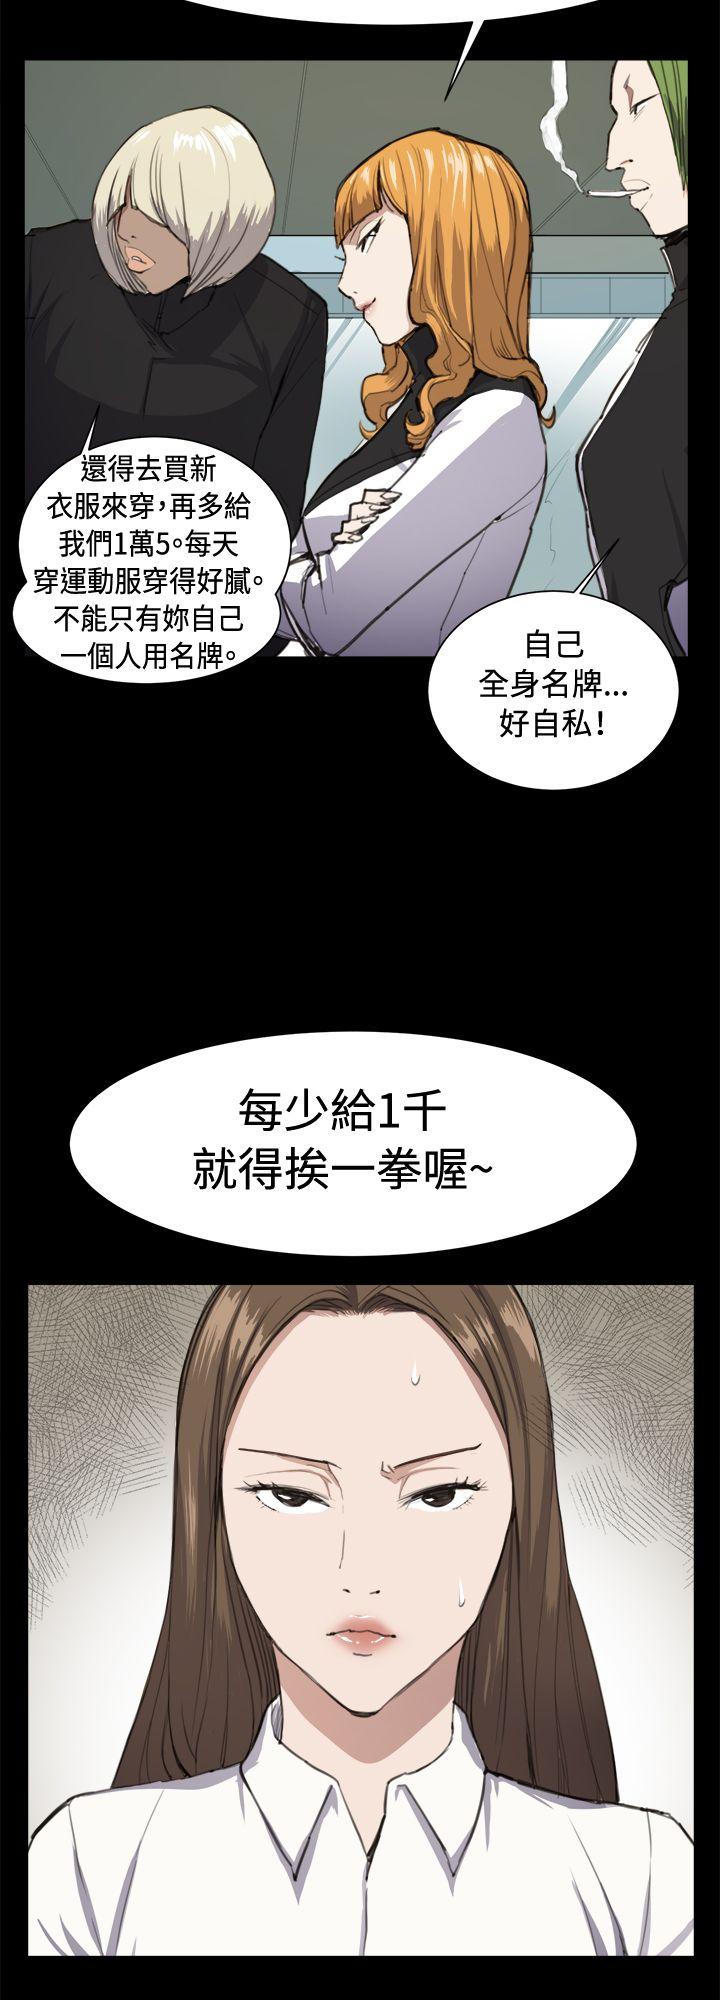 還得去買新
衣服來穿，再多給
我們1萬5。每天
穿運動服穿得好膩。
不能只有妳自己
一個人用名牌。
自己
全身名牌...
好自私！
每少給1千
就得挨一拳喔~